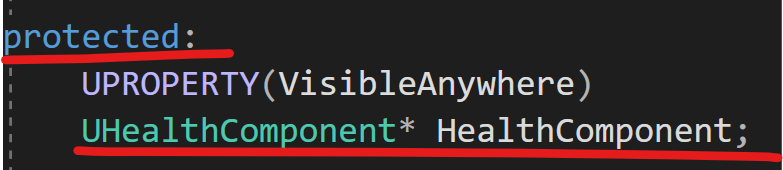 protected:
UPROPERTY(VisibleAnywhere)
UHealthComponent* HealthComponent;